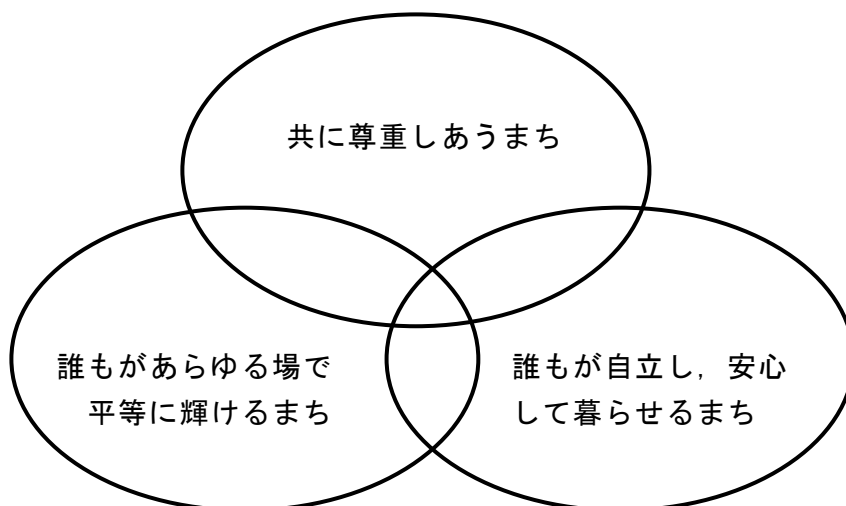 共に尊重しあうまち
誰もがあらゆる場で
平等に輝けるまち
誰もが自立し，安心
して暮らせるまち